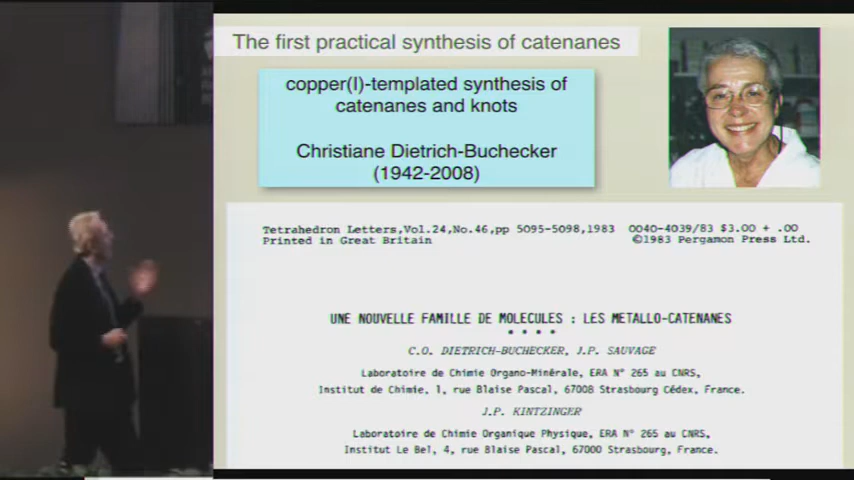 The first practical synthesis of catenanes
copper(I)-templated synthesis of
catenanes and knots
Christiane Dietrich-Buchecker
(1942-2008)
Tetrahedron Letters,Vol.24,No.46,pp 5095-5098,1983 0040-4039/83 $3.00 + .00
Printed in Great Britain ©1983 Pergamon Press Ltd.
UNE NOUVELLE FAMILLE DE MOLECULES : LES METALLO-CATENANES
* * * *
C.O. DIETRICH-BUCHECKER, J.P. SAUVAGE
Laboratoire de Chimie Organo-Minérale, ERA N° 265 au CNRS,
Institut de Chimie, 1, rue Blaise Pascal, 67008 Strasbourg Cédex, France.
J.P. KINTZINGER
Laboratoire de Chimie Organique Physique, ERA N° 265 au CNRS,
Institut Le Bel, 4, rue Blaise Pascal, 67000 Strasbourg, France.